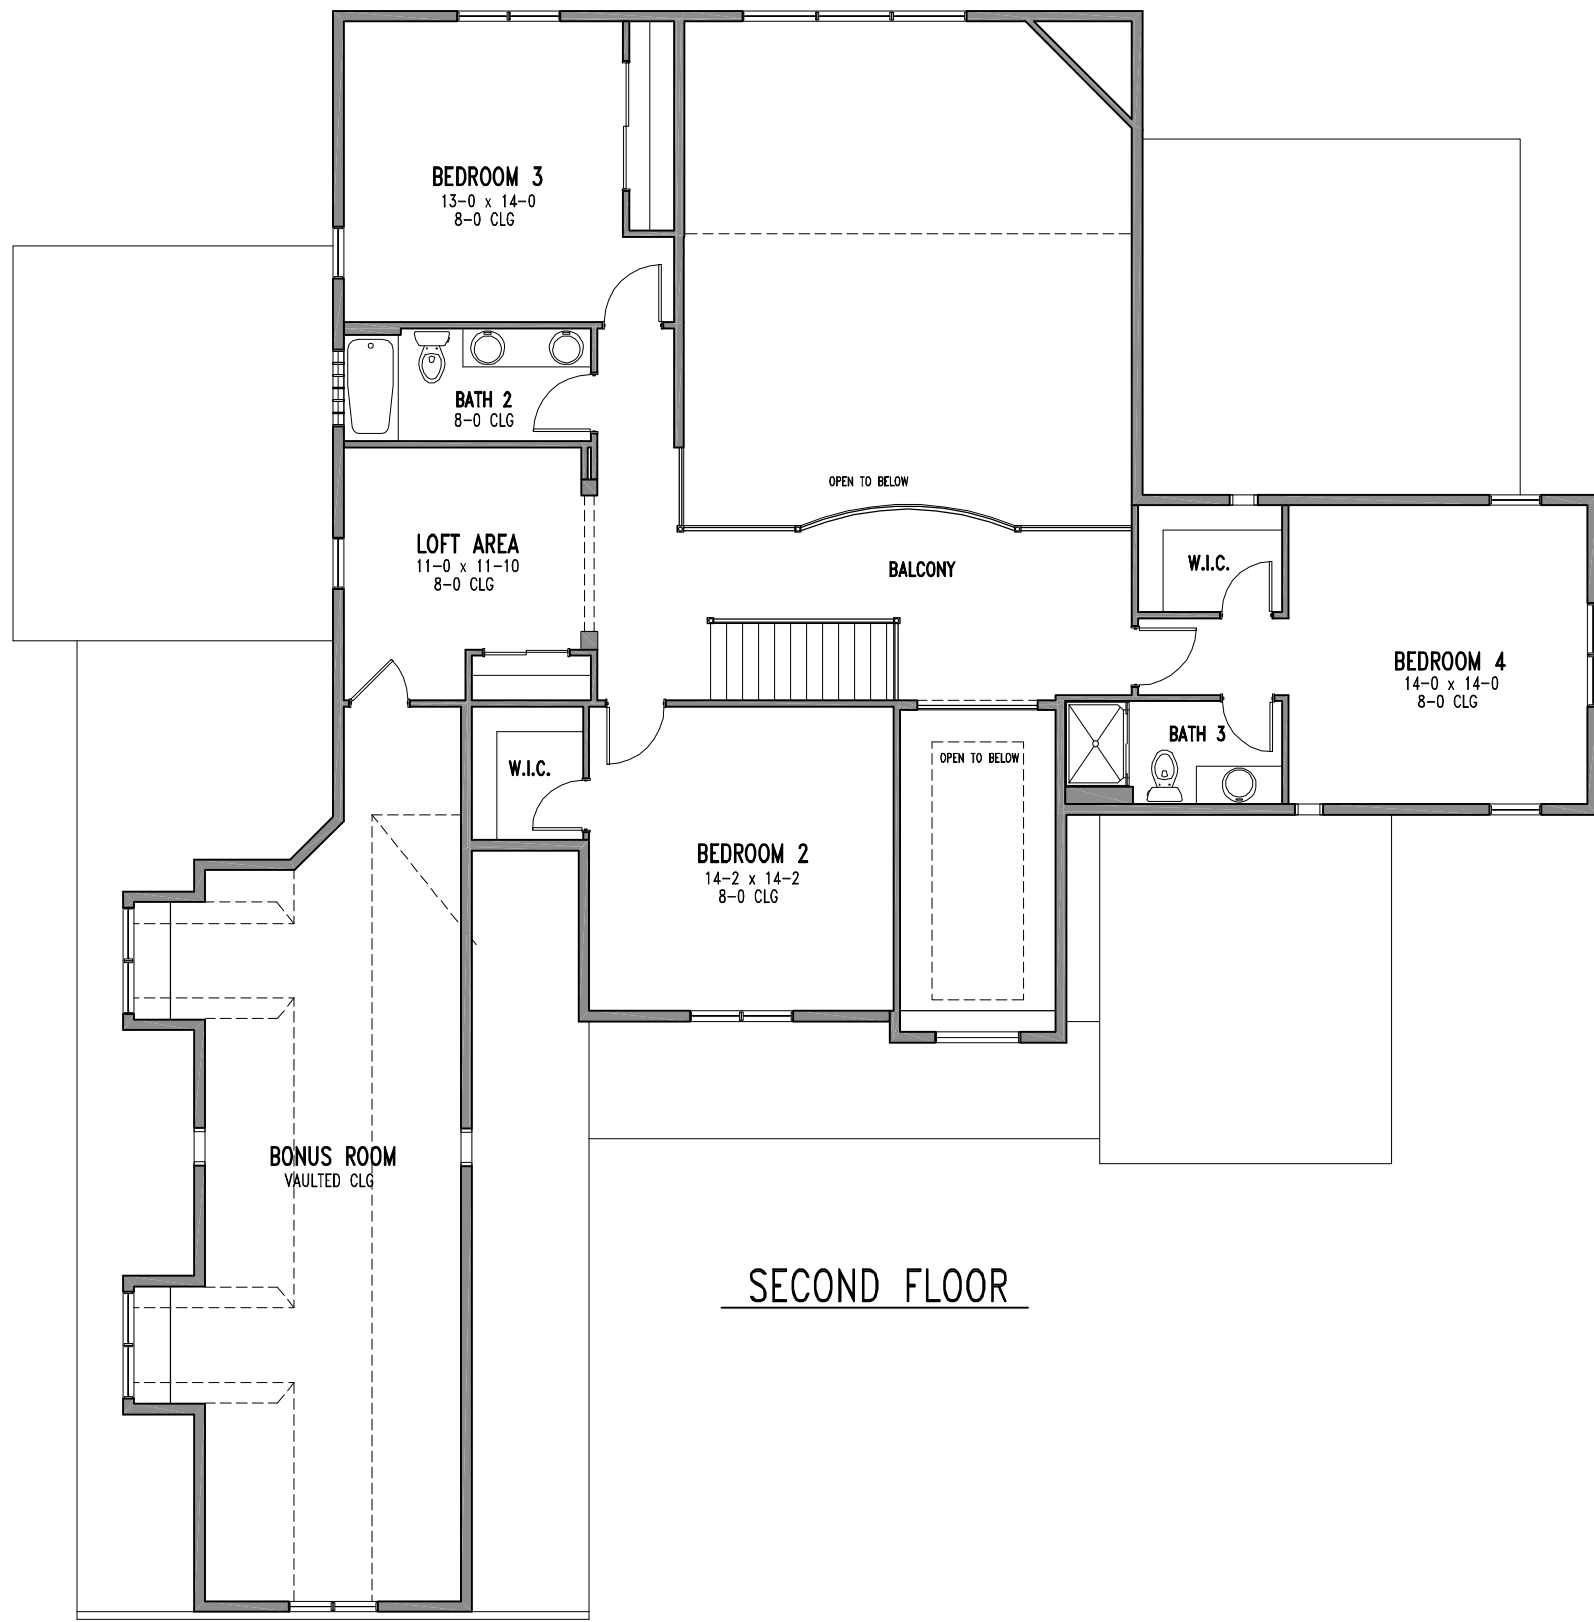 BEDROOM 3
13-0 x 14-0
8-0 CLG
BATH 2
8-0 CLG
OPEN TO BELOW
LOFT AREA
11-0 x 11-10
8-0 CLG
BALCONY
W.I.C.
BEDROOM 4
14-0 x 14-0
8-0 CLG
BATH 3
OPEN TO BELOW
W.I.C.
BEDROOM 2
14-2 x 14-2
8-0 CLG
BONUS ROOM
VAULTED CLG
SECOND FLOOR